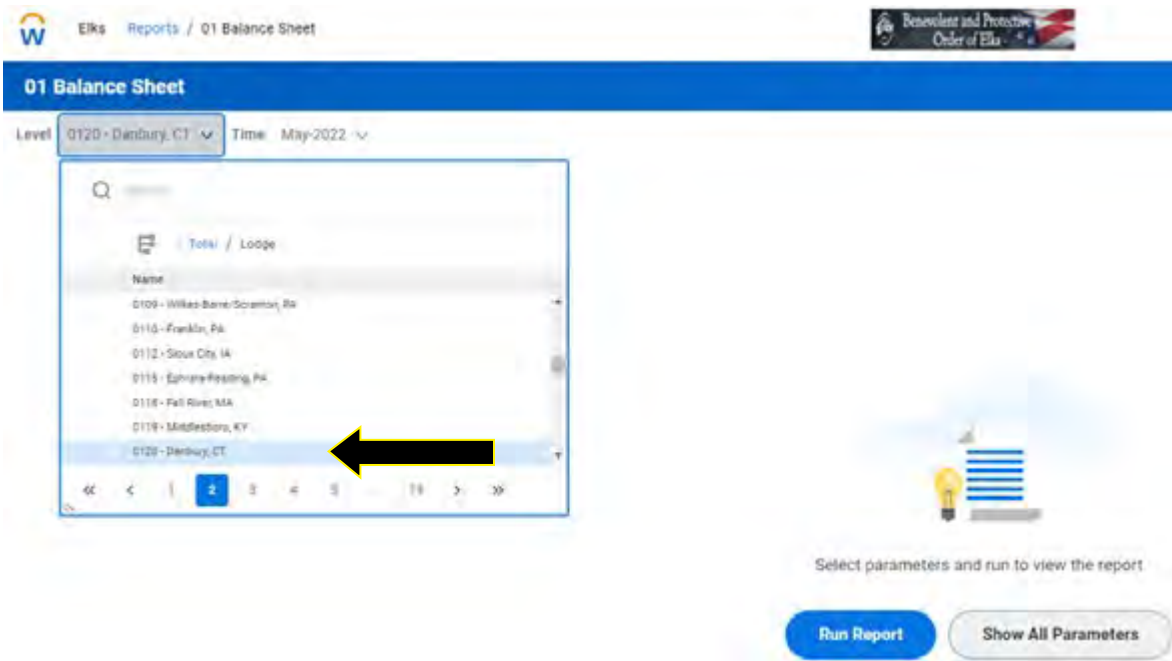 Elks Reports / 01 Balance Sheet
Benevolent and Protective
Order of Elks
01 Balance Sheet
Level 0120 - Danbury, CT Time May-2022
Total / Lodge
Name
0109 - Wilkes-Barre/Scranton, PA
0110 - Franklin, PA
0112 - Sioux City, IA
0115 - Ephrata-Reading, PA
0118 - Fall River, MA
0119 - Middlesboro, KY
0120 - Danbury, CT
« < 1 2 3 4 5 … > »
Select parameters and run to view the report
Run Report Show All Parameters